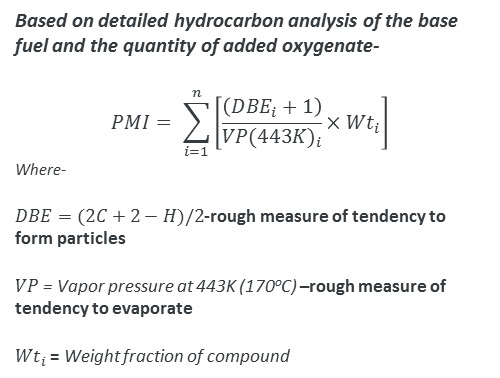 Based on detailed hydrocarbon analysis of the base
fuel and the quantity of added oxygenate-
PMI = \sum_{i=1}^{n} \left[ \frac{(DBE_i + 1)}{VP(443K)_i} \times Wt_i \right]
Where-
DBE = (2C + 2 – H)/2-rough measure of tendency to
form particles
VP = Vapor pressure at 443K (170°C) –rough measure of
tendency to evaporate
Wt_i = Weight fraction of compound